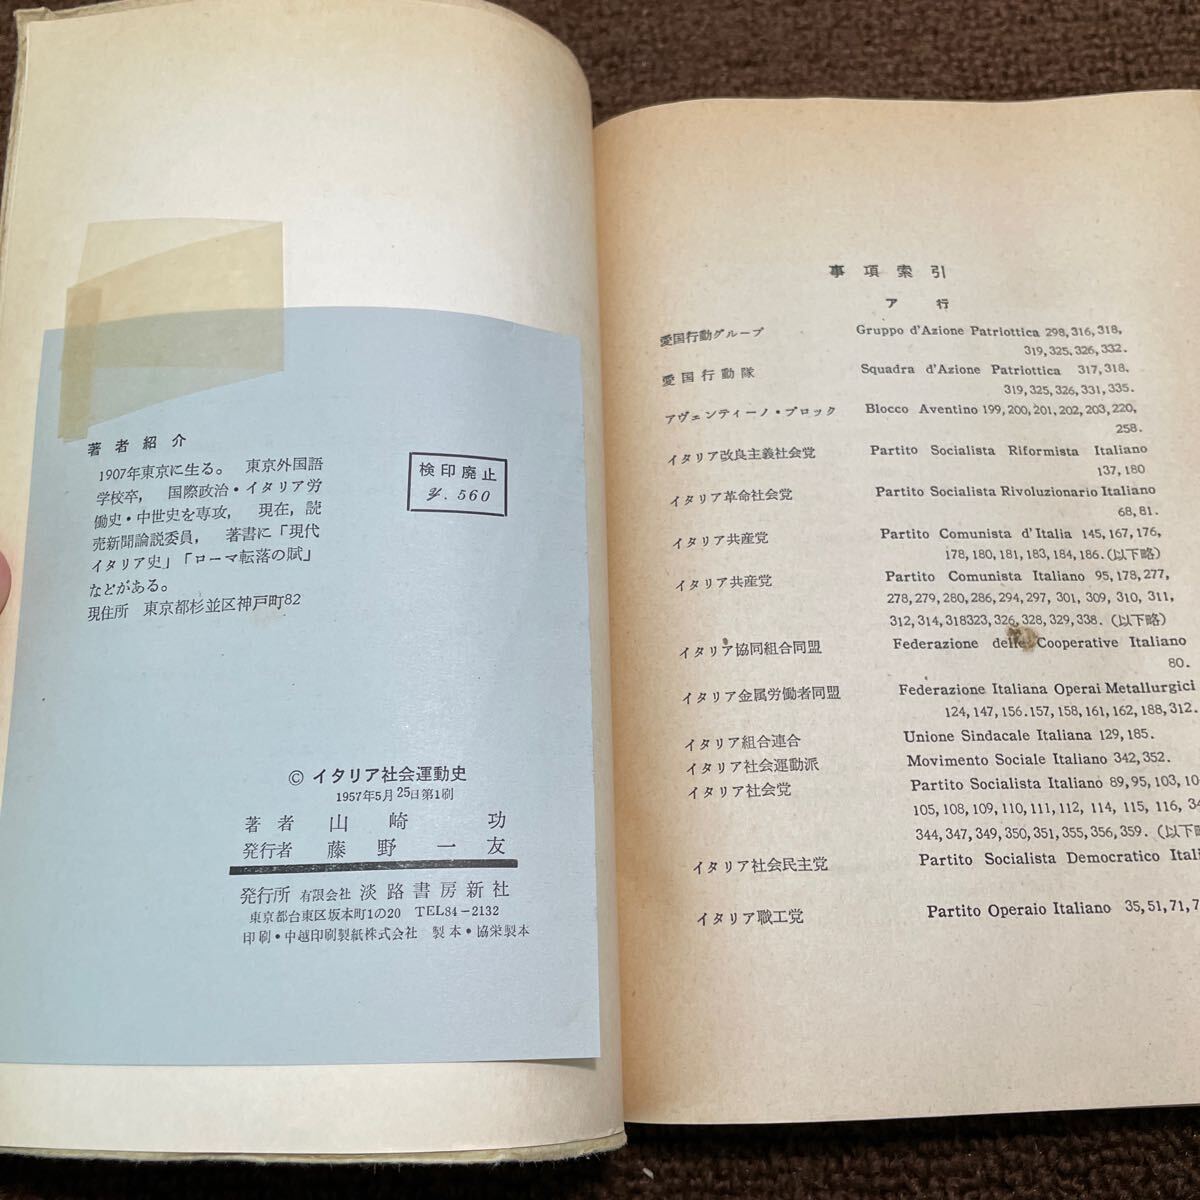 著者紹介
1907年東京に生る。 東京外国語
学校卒， 国際政治・イタリア労
働史・中世史を専攻， 現在，読
売新聞論説委員， 著書に「現代
イタリア史」「ローマ転落の賦」
などがある。
現住所 東京都杉並区神戸町82
検印廃止
¥. 560
© イタリア社会運動史
1957年5月25日第1刷
著者 山崎 功
発行者 藤野一友
発行所 有限会社 淡路書房新社
東京都台東区坂本町1の20 TEL84-2132
印刷・中越印刷製紙株式会社 製本・協栄製本
事項索引
ア行
愛国行動グループ Gruppo d'Azione Patriottica 298,316,318,
319,325,326,332.
愛国行動隊 Squadra d'Azione Patriottica 317,318,
319,325,326,331,335.
アヴェンティーノ・ブロック Blocco Aventino 199,200,201,202,203,220,
258.
イタリア改良主義社会党 Partito Socialista Riformista Italiano
137,180
イタリア革命社会党 Partito Socialista Rivoluzionario Italiano
68,81.
イタリア共産党 Partito Comunista d'Italia 145,167,176,
178,180,181,183,184,186.（以下略）
イタリア共産党 Partito Comunista Italiano 95,178,277,
278,279,280,286,294,297,301,309,310,311,
312,314,318323,326,328,329,338.（以下略）
イタリア協同組合同盟 Federazione delle Cooperative Italiano
80.
イタリア金属労働者同盟 Federazione Italiana Operai Metallurgici
124,147,156.157,158,161,162,188,312.
イタリア組合連合 Unione Sindacale Italiana 129,185.
イタリア社会運動派 Movimento Sociale Italiano 342,352.
イタリア社会党 Partito Socialista Italiano 89,95,103,10
105,108,109,110,111,112,114,115,116,
344,347,349,350,351,355,356,359.（以下
イタリア社会民主党 Partito Socialista Democratico Itali
イタリア職工党 Partito Operaio Italiano 35,51,71,7